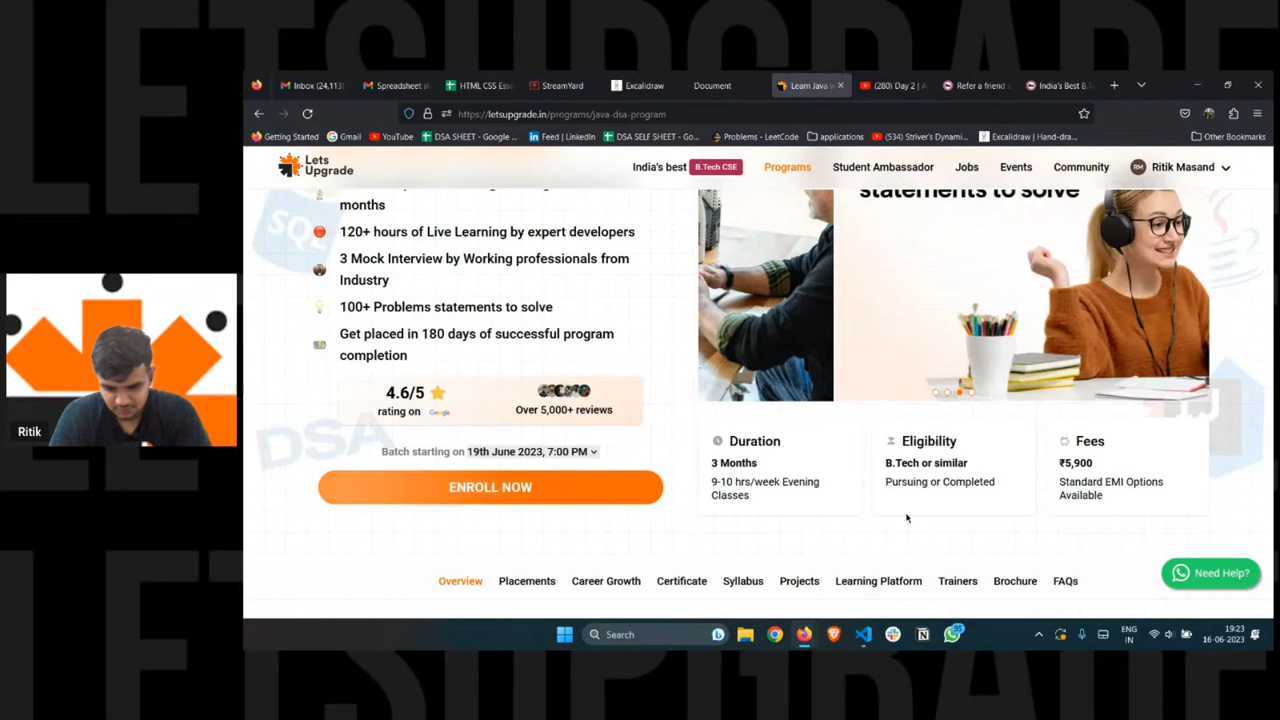 LETSUPGRADE
Inbox (24,113)
Spreadsheet st
HTML CSS Ess
StreamYard
Excalidraw
Document
Learn Java w
(280) Day 2 | A
Refer a friend
India's Best B.T
https://letsupgrade.in/programs/java-dsa-program
Getting Started
Gmail
YouTube
DSA SHEET - Google ...
Feed | LinkedIn
DSA SELF SHEET - Go...
Problems - LeetCode
applications
(534) Striver's Dynami...
Excalidraw | Hand-dra...
Other Bookmarks
Lets
Upgrade
India's best B.Tech CSE
Programs
Student Ambassador
Jobs
Events
Community
RM Ritik Masand
months
120+ hours of Live Learning by expert developers
3 Mock Interview by Working professionals from
Industry
100+ Problems statements to solve
Get placed in 180 days of successful program
completion
4.6/5
rating on Google
Over 5,000+ reviews
Batch starting on 19th June 2023, 7:00 PM
ENROLL NOW
SQL
DSA
statements to solve
Duration
3 Months
9-10 hrs/week Evening
Classes
Eligibility
B.Tech or similar
Pursuing or Completed
Fees
₹5,900
Standard EMI Options
Available
Overview
Placements
Career Growth
Certificate
Syllabus
Projects
Learning Platform
Trainers
Brochure
FAQs
Need Help?
Ritik
Search
ENG
IN
19:23
16-06-2023
LETSUPGRADE